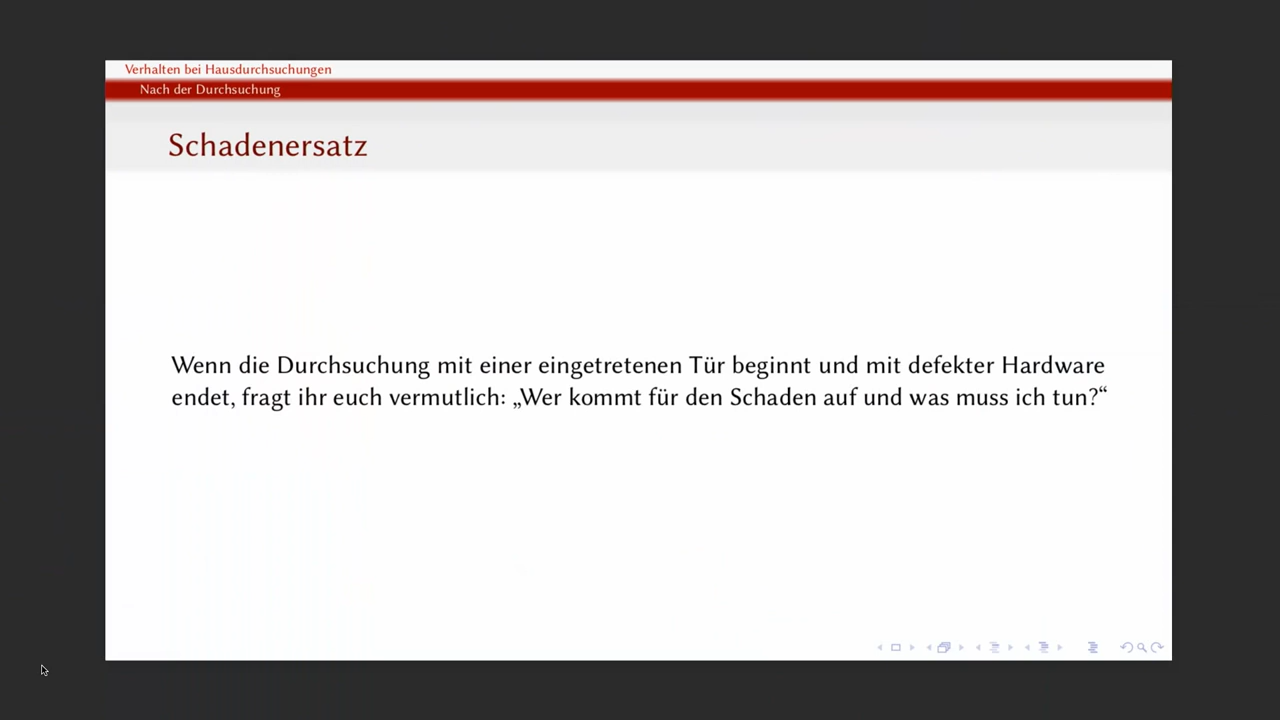 Verhalten bei Hausdurchsuchungen
Nach der Durchsuchung
Schadenersatz
Wenn die Durchsuchung mit einer eingetretenen Tür beginnt und mit defekter Hardware
endet, fragt ihr euch vermutlich: „Wer kommt für den Schaden auf und was muss ich tun?“